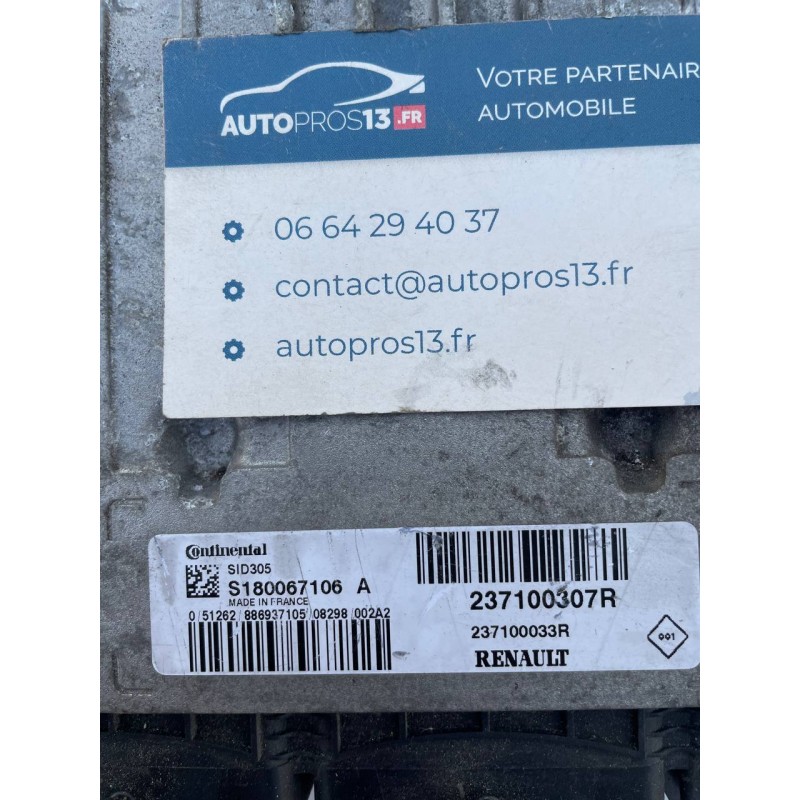 AUTOPROS13.FR
VOTRE PARTENAIR
AUTOMOBILE
06 64 29 40 37
contact@autopros13.fr
autopros13.fr
Continental
SID305
S180067106 A
MADE IN FRANCE
0/51262/886937105/08298/002A2
237100307R
237100033R
RENAULT
001